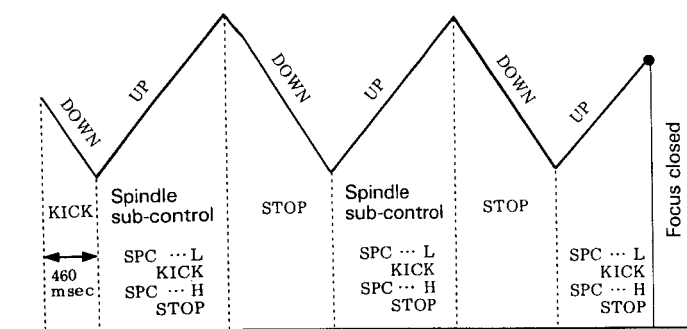 DOWN
UP
DOWN
UP
DOWN
UP
Focus closed
KICK
Spindle
sub-control
STOP
Spindle
sub-control
STOP
460
msec
SPC ··· L
KICK
SPC ··· H
STOP
SPC ··· L
KICK
SPC ··· H
STOP
SPC ··· L
KICK
SPC ··· H
STOP